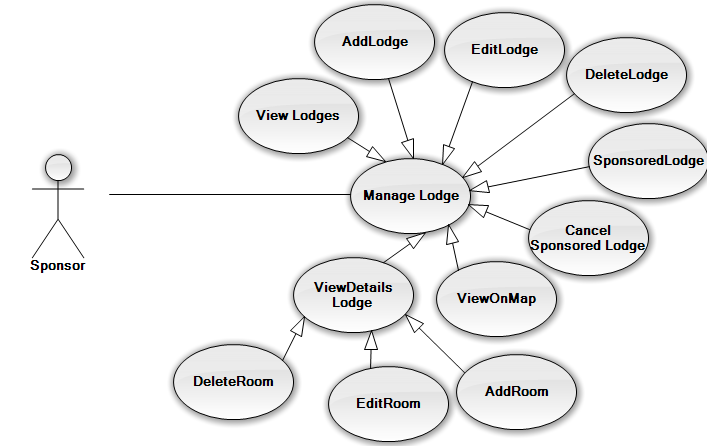 AddLodge
EditLodge
DeleteLodge
View Lodges
SponsoredLodge
Manage Lodge
Cancel
Sponsored Lodge
Sponsor
ViewDetails
Lodge
ViewOnMap
DeleteRoom
EditRoom
AddRoom